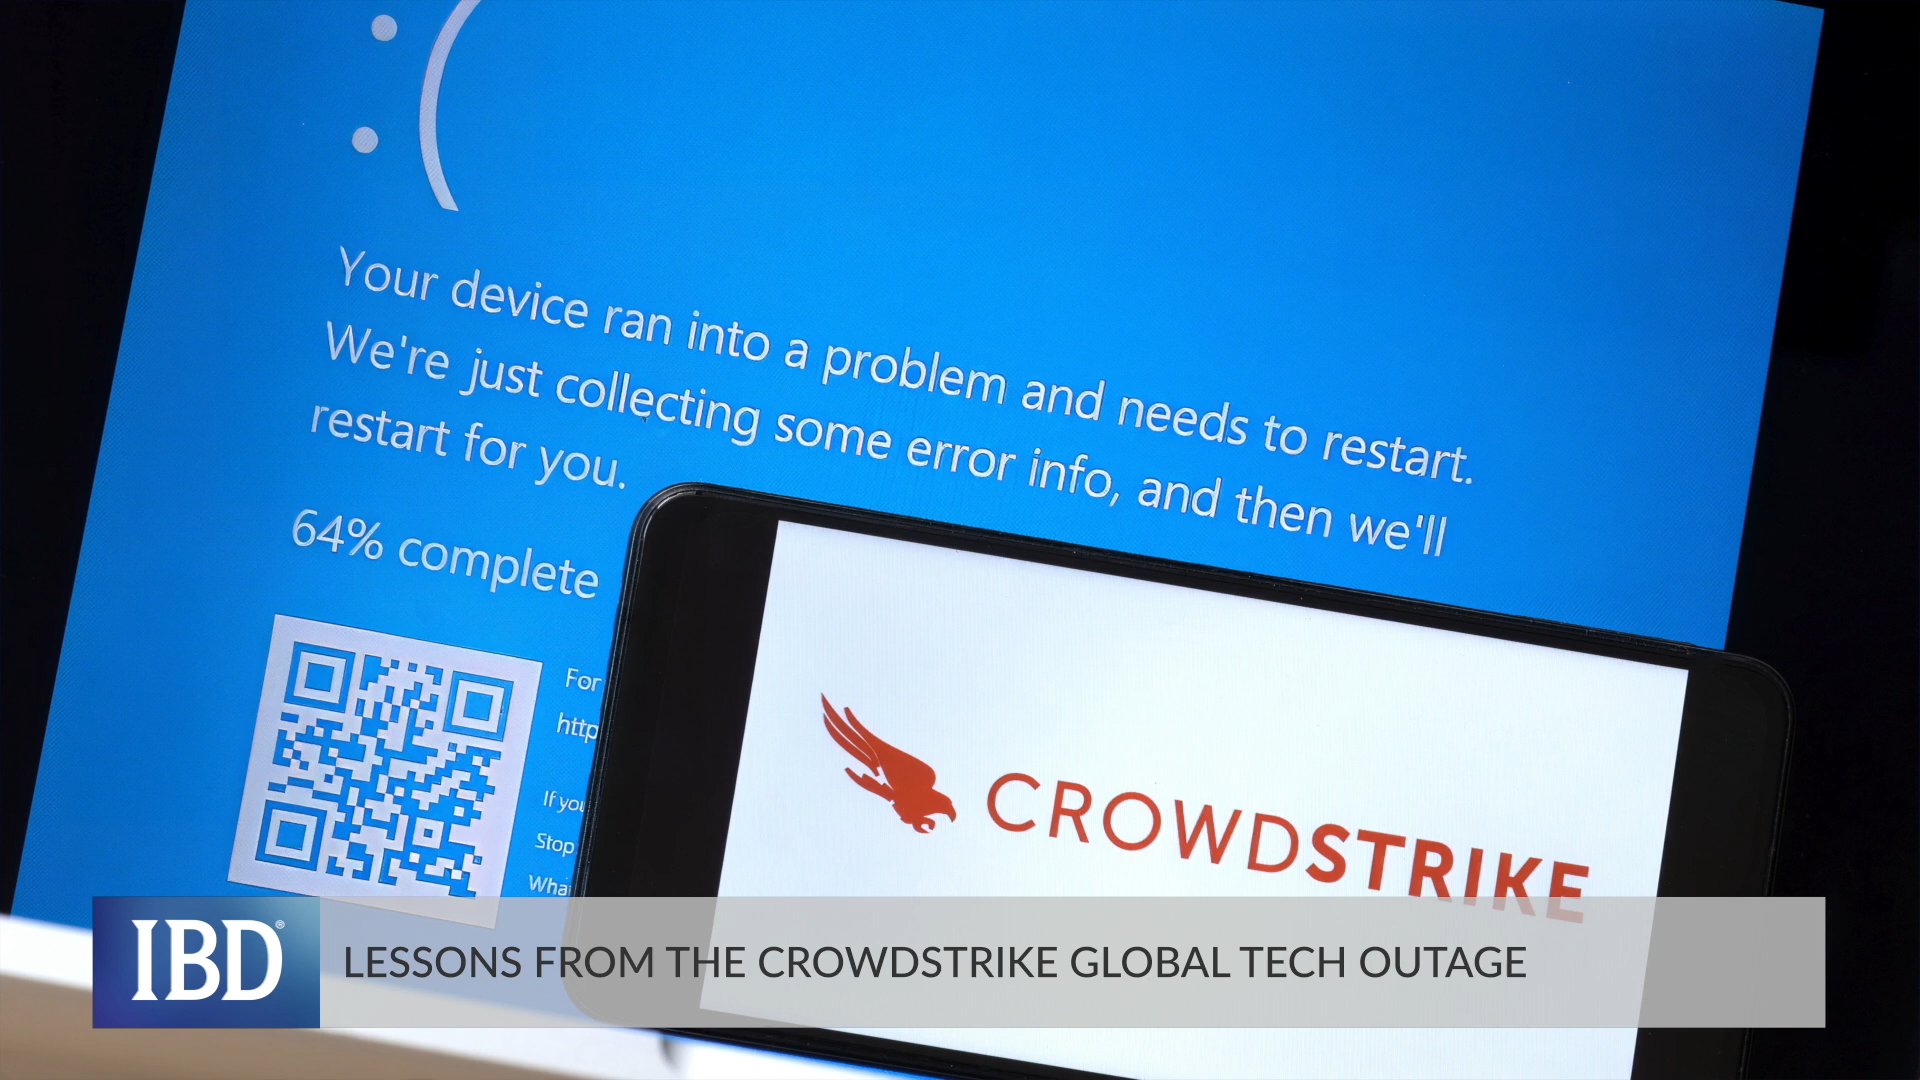 :(
Your device ran into a problem and needs to restart.
We're just collecting some error info, and then we'll
restart for you.
64% complete
For
http
If you
Stop
CROWDSTRIKE
IBD®
LESSONS FROM THE CROWDSTRIKE GLOBAL TECH OUTAGE